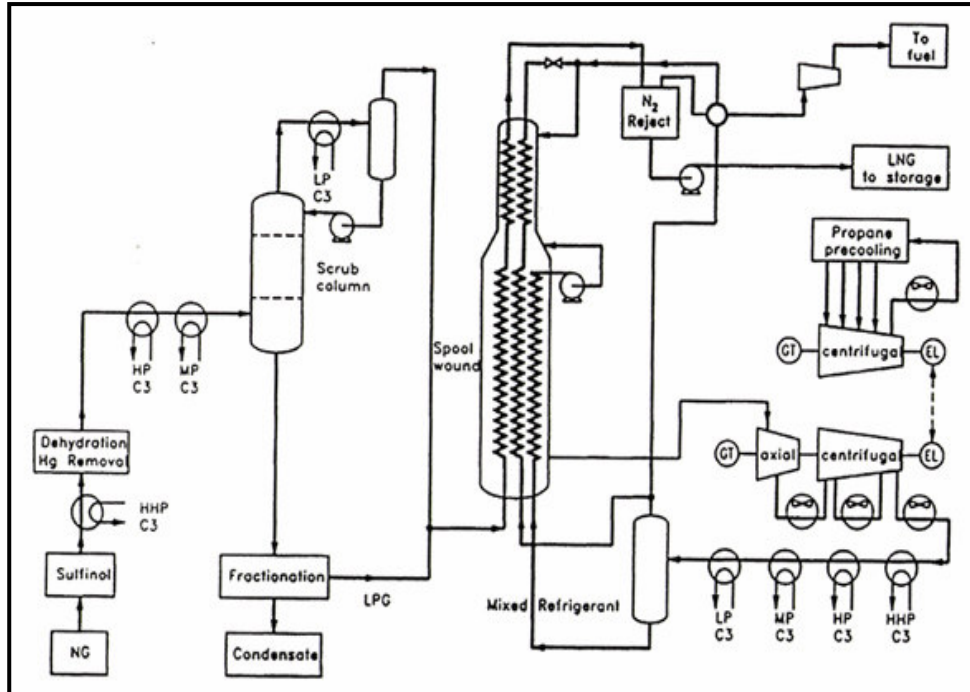 To
fuel
N2
Reject
LNG
to storage
LP
C3
Propane
precooling
Scrub
column
GT
centrifugal
EL
Spool
wound
HP
C3
MP
C3
Dehydration
Hg Removal
GT
axial
centrifugal
EL
HHP
C3
Sulfinol
Fractionation
LPG
Mixed Refrigerant
LP
C3
MP
C3
HP
C3
HHP
C3
NG
Condensate